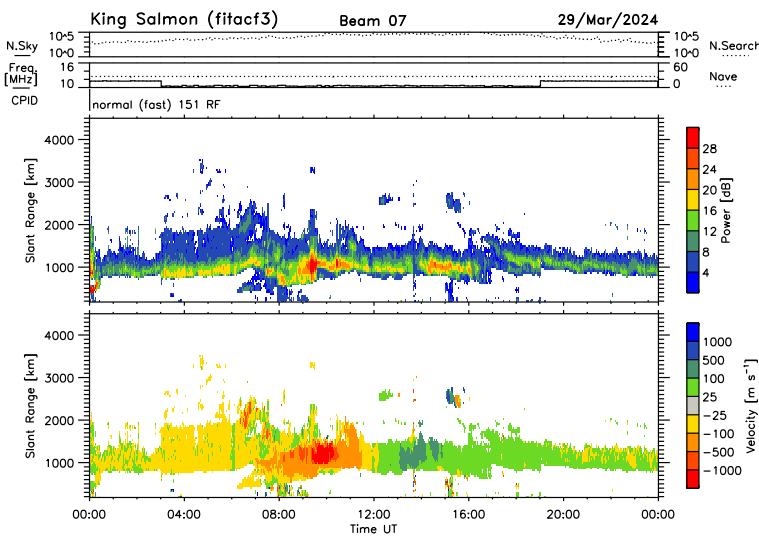 King Salmon (fitacf3) Beam 07 29/Mar/2024
N.Sky 10^5 10^0 10^5 10^0 N.Search
Freq. [MHz] 16 10 60 0 Nave
CPID normal (fast) 151 RF
Slant Range [km] 4000 3000 2000 1000
28 24 20 16 12 8 4 Power [dB]
Slant Range [km] 4000 3000 2000 1000
1000 500 100 25 -25 -100 -500 -1000 Velocity [m s⁻¹]
00:00 04:00 08:00 12:00 16:00 20:00 00:00
Time UT